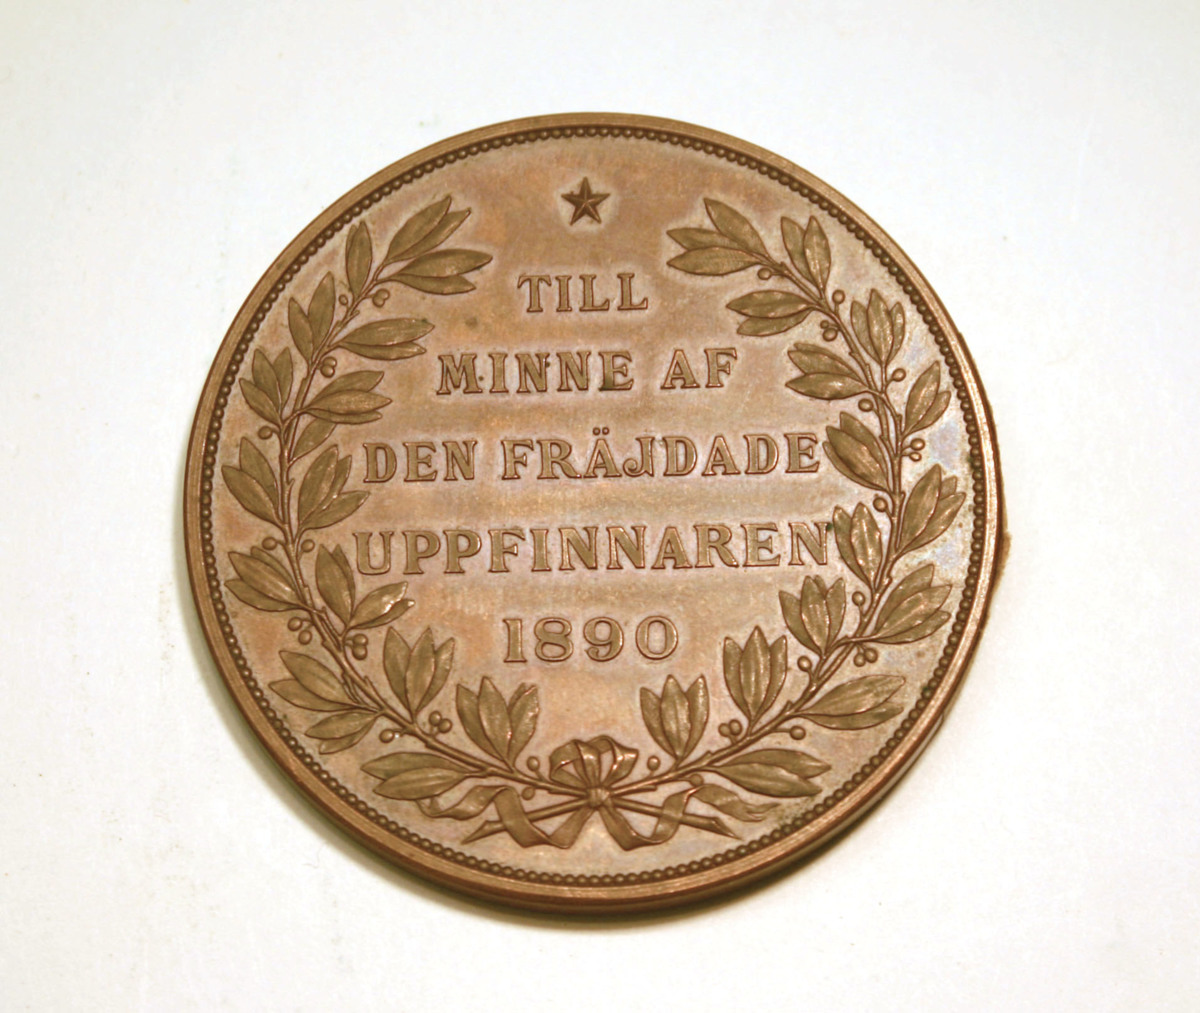 TILL
MINNE AF
DEN FRÄJDADE
UPPFINNAREN
1890